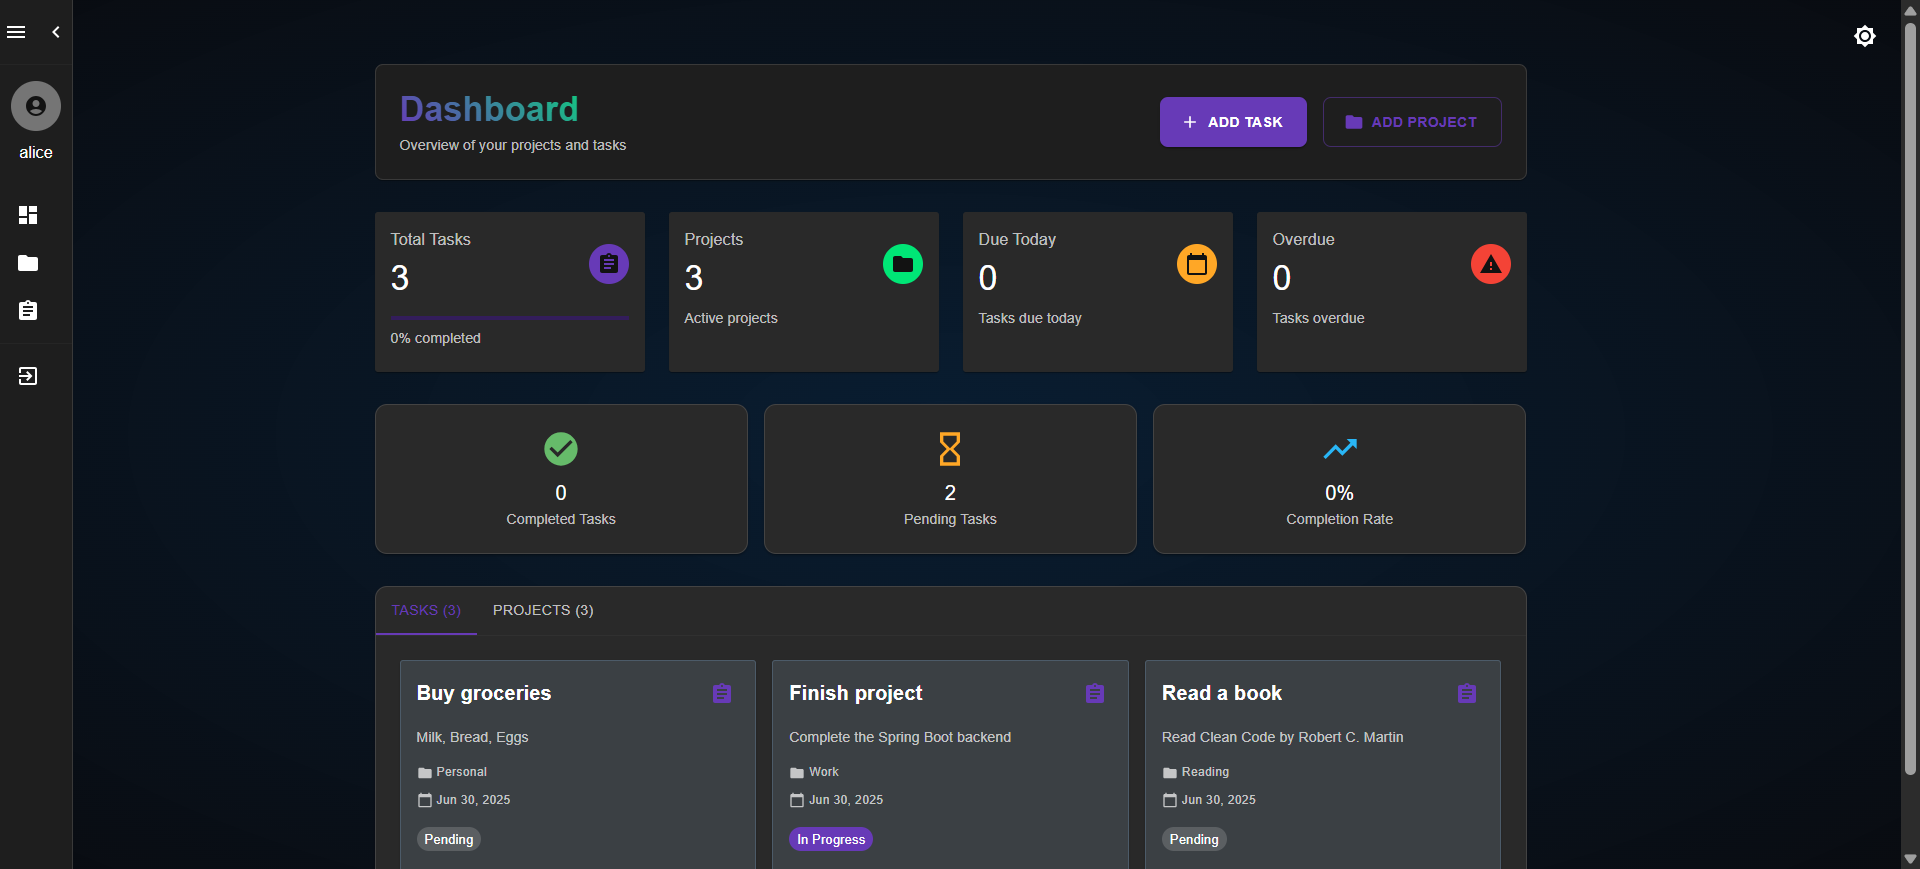 alice
Dashboard
Overview of your projects and tasks
ADD TASK
ADD PROJECT
Total Tasks
3
0% completed
Projects
3
Active projects
Due Today
0
Tasks due today
Overdue
0
Tasks overdue
0
Completed Tasks
2
Pending Tasks
0%
Completion Rate
TASKS (3)
PROJECTS (3)
Buy groceries
Milk, Bread, Eggs
Personal
Jun 30, 2025
Pending
Finish project
Complete the Spring Boot backend
Work
Jun 30, 2025
In Progress
Read a book
Read Clean Code by Robert C. Martin
Reading
Jun 30, 2025
Pending